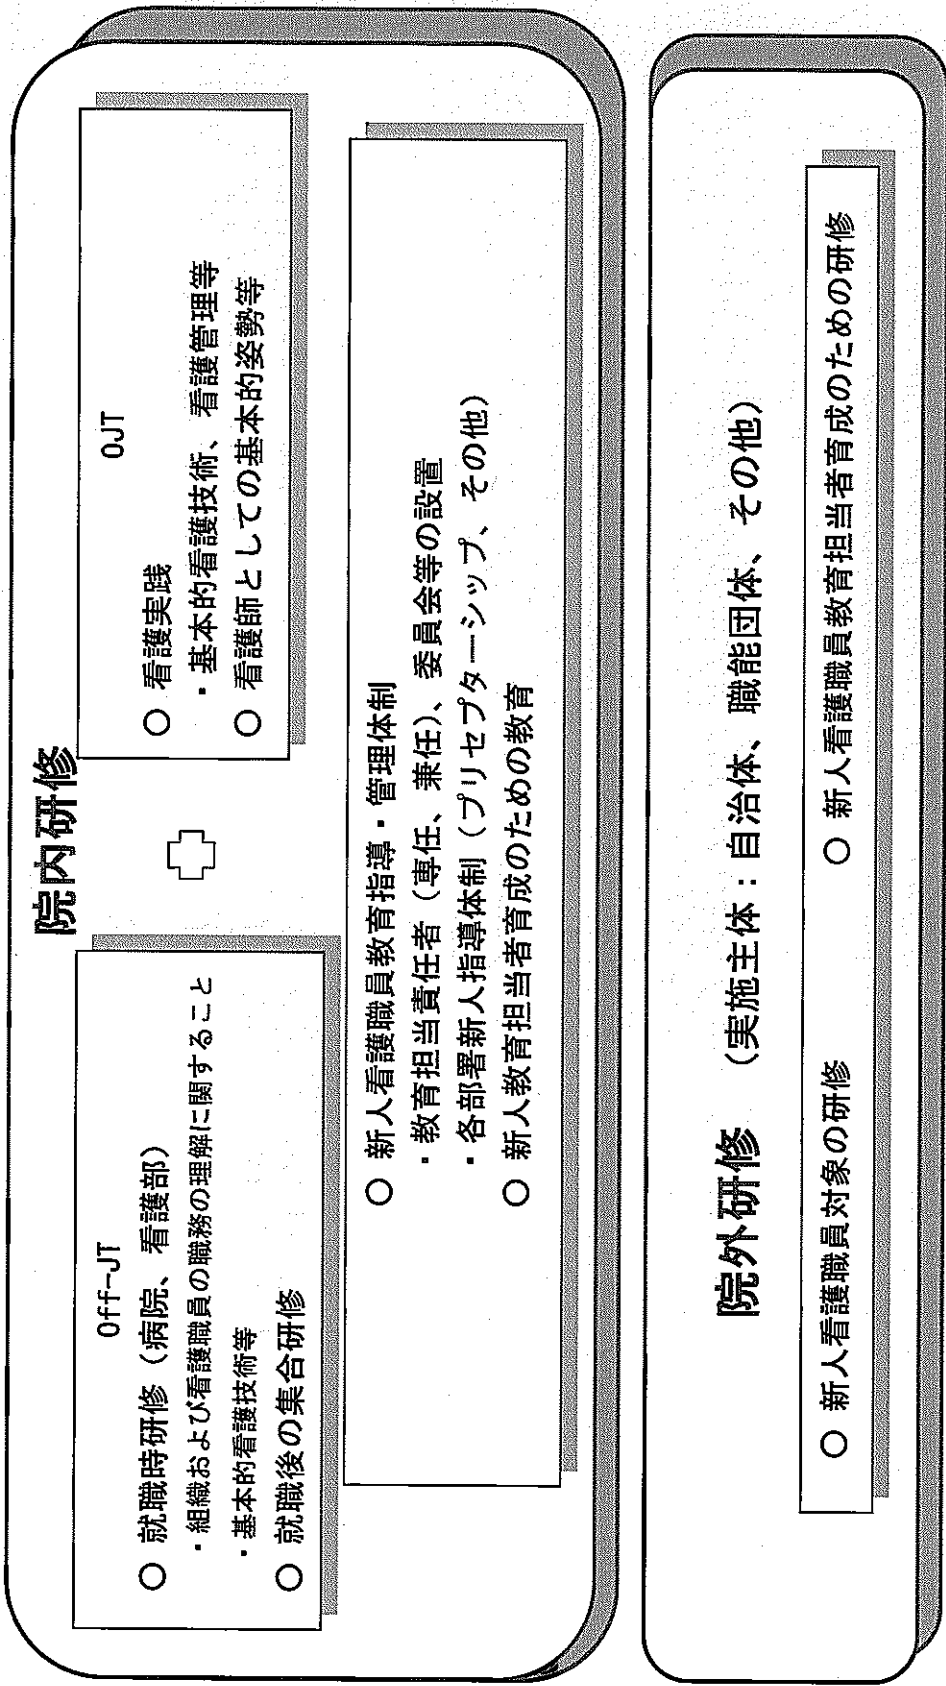 院内研修
Off-JT
○ 就職時研修（病院、看護部）
・組織および看護職員の職務の理解に関すること
・基本的看護技術等
○ 就職後の集合研修
OJT
○ 看護実践
・基本的看護技術、看護管理等
○ 看護師としての基本的姿勢等
○ 新人看護職員教育指導・管理体制
・教育担当責任者（専任、兼任）、委員会等の設置
・各部署新人指導体制（プリセプターシップ、その他）
○ 新人教育担当者育成のための教育
院外研修　（実施主体：自治体、職能団体、その他）
○ 新人看護職員対象の研修　○ 新人看護職員教育担当者育成のための研修